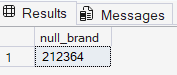 Results Messages
null_brand
1 212364